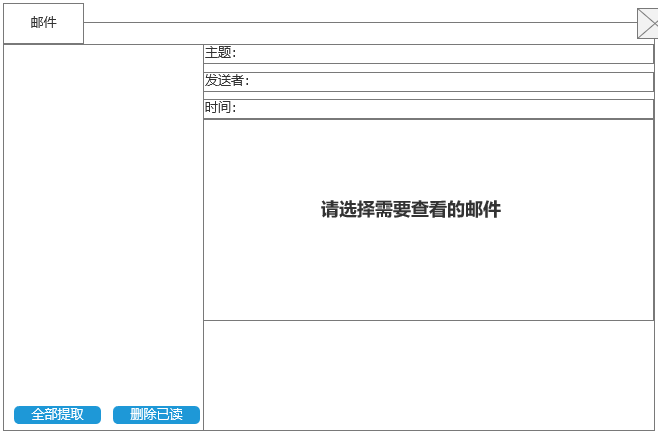 邮件
主题：
发送者：
时间：
请选择需要查看的邮件
全部提取
删除已读